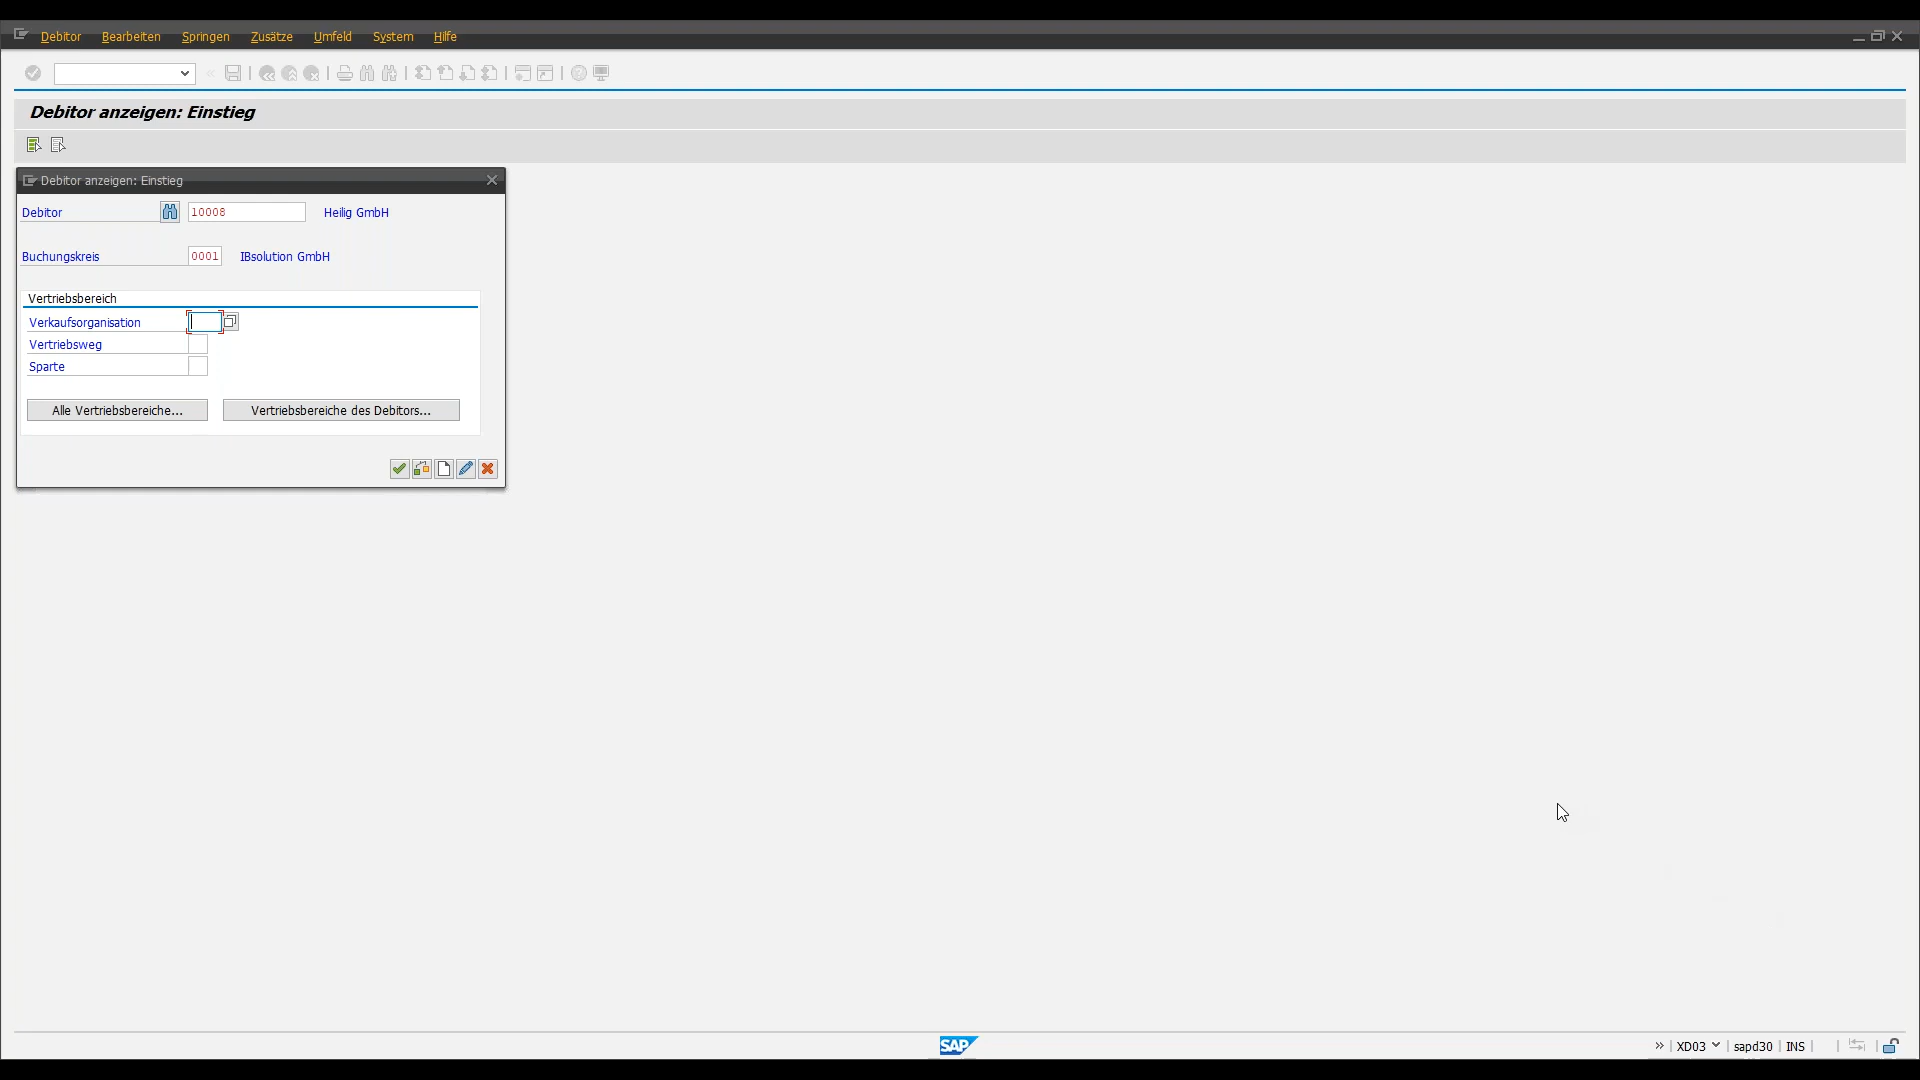 Debitor Bearbeiten Springen Zusätze Umfeld System Hilfe
Debitor anzeigen: Einstieg
Debitor anzeigen: Einstieg
Debitor 10008 Heilig GmbH
Buchungskreis 0001 IBsolution GmbH
Vertriebsbereich
Verkaufsorganisation
Vertriebsweg
Sparte
Alle Vertriebsbereiche... Vertriebsbereiche des Debitors...
SAP
XD03 sapd30 INS